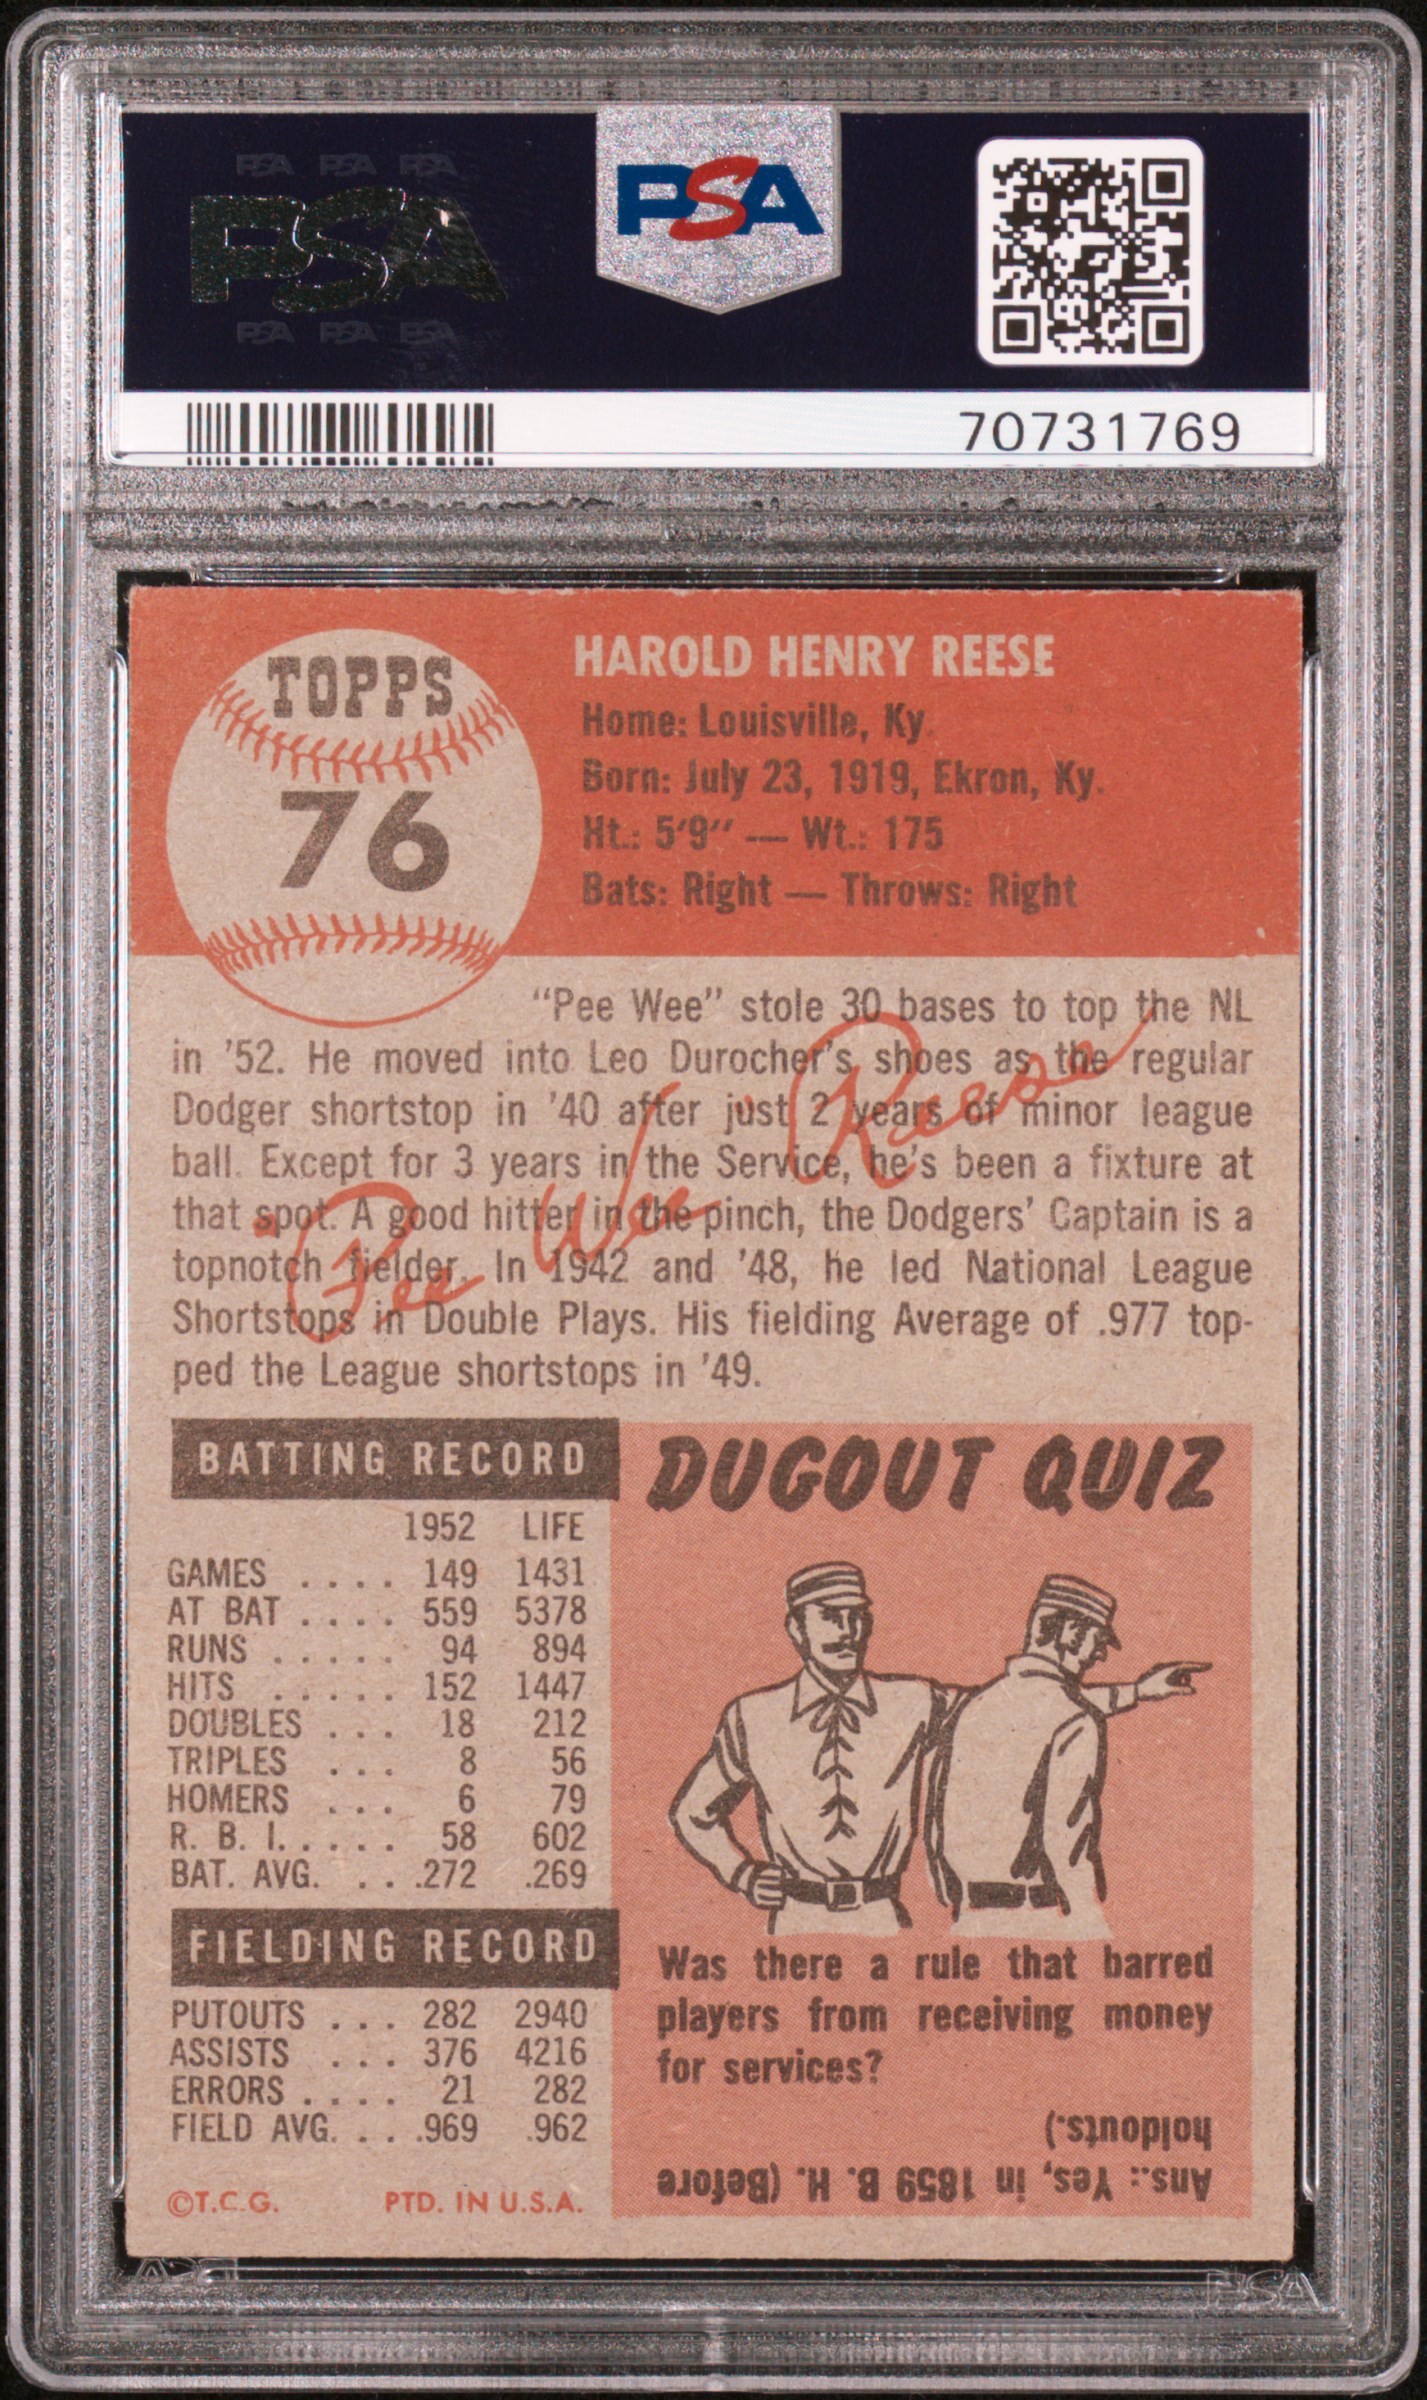 PSA PSA PSA
PSA
PSA PSA PSA
PSA
70731769
TOPPS
76
HAROLD HENRY REESE
Home: Louisville, Ky.
Born: July 23, 1919, Ekron, Ky.
Ht.: 5'9" — Wt.: 175
Bats: Right — Throws: Right
"Pee Wee" stole 30 bases to top the NL
in '52. He moved into Leo Durocher's shoes as the regular
Dodger shortstop in '40 after just 2 years of minor league
ball. Except for 3 years in the Service, he's been a fixture at
that spot. A good hitter in the pinch, the Dodgers' Captain is a
topnotch fielder. In 1942 and '48, he led National League
Shortstops in Double Plays. His fielding Average of .977 top-
ped the League shortstops in '49.
"Pee Wee" Reese
BATTING RECORD
1952 LIFE
GAMES .... 149 1431
AT BAT .... 559 5378
RUNS ..... 94 894
HITS ..... 152 1447
DOUBLES ... 18 212
TRIPLES ... 8 56
HOMERS ... 6 79
R. B. I. .... 58 602
BAT. AVG. ... .272 .269
FIELDING RECORD
PUTOUTS ... 282 2940
ASSISTS ... 376 4216
ERRORS .... 21 282
FIELD AVG. ... .969 .962
©T.C.G. PTD. IN U.S.A.
DUGOUT QUIZ
Was there a rule that barred
players from receiving money
for services?
Ans.: Yes, in 1859 B. H. (Before
holdouts.)
PSA
PSA